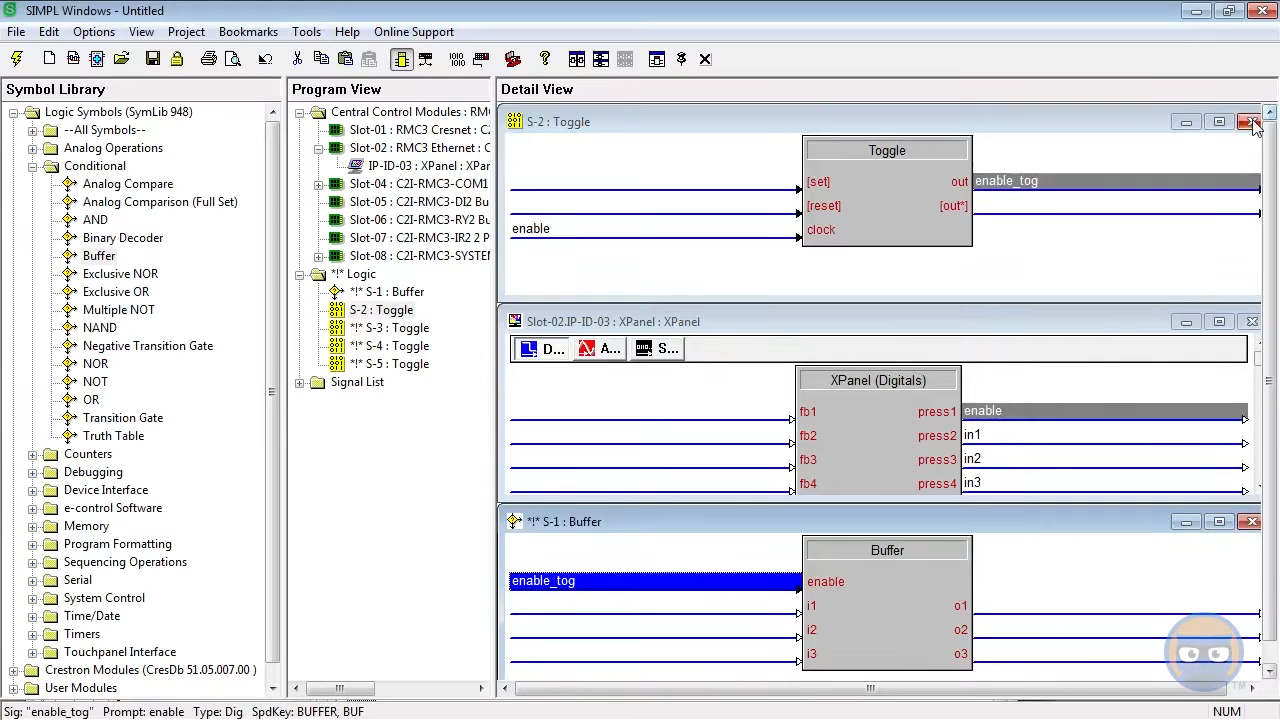 SIMPL Windows - Untitled
File Edit Options View Project Bookmarks Tools Help Online Support
Symbol Library
Logic Symbols (SymLib 948)
--All Symbols--
Analog Operations
Conditional
Analog Compare
Analog Comparison (Full Set)
AND
Binary Decoder
Buffer
Exclusive NOR
Exclusive OR
Multiple NOT
NAND
Negative Transition Gate
NOR
NOT
OR
Transition Gate
Truth Table
Counters
Debugging
Device Interface
e-control Software
Memory
Program Formatting
Sequencing Operations
Serial
System Control
Time/Date
Timers
Touchpanel Interface
Crestron Modules (CresDb 51.05.007.00 )
User Modules
Program View
Central Control Modules : RM
Slot-01 : RMC3 Cresnet : C2
Slot-02 : RMC3 Ethernet : C
IP-ID-03 : XPanel : XPar
Slot-04 : C2I-RMC3-COM1
Slot-05 : C2I-RMC3-DI2 Bu
Slot-06 : C2I-RMC3-RY2 Bu
Slot-07 : C2I-RMC3-IR2 2 P
Slot-08 : C2I-RMC3-SYSTE
*!* Logic
*!* S-1 : Buffer
S-2 : Toggle
*!* S-3 : Toggle
*!* S-4 : Toggle
*!* S-5 : Toggle
Signal List
Detail View
S-2 : Toggle
Toggle
[set] out enable_tog
[reset] [out*]
enable clock
Slot-02.IP-ID-03 : XPanel : XPanel
D... A... S...
XPanel (Digitals)
fb1 press1 enable
fb2 press2 in1
fb3 press3 in2
fb4 press4 in3
*!* S-1 : Buffer
Buffer
enable_tog enable
i1 o1
i2 o2
i3 o3
Sig: "enable_tog" Prompt: enable Type: Dig SpdKey: BUFFER, BUF
NUM
TM